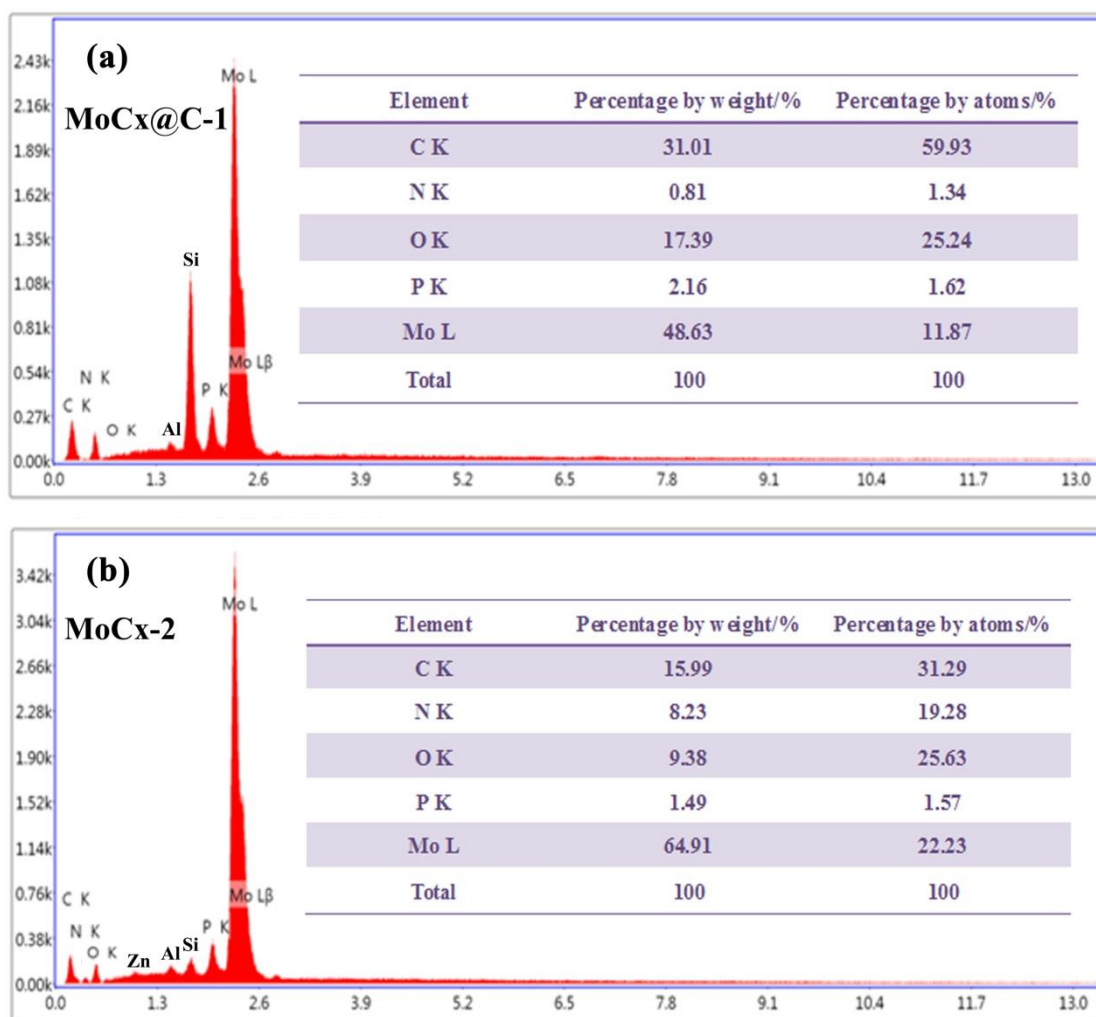 (a)
MoCx@C-1
2.43k
2.16k
1.89k
1.62k
1.35k
1.08k
0.81k
0.54k
0.27k
0.00k
Mo L
Si
Mo Lβ
N K
P K
C K
O K
Al
0.0 1.3 2.6 3.9 5.2 6.5 7.8 9.1 10.4 11.7 13.0
Element Percentage by weight/% Percentage by atoms/%
C K 31.01 59.93
N K 0.81 1.34
O K 17.39 25.24
P K 2.16 1.62
Mo L 48.63 11.87
Total 100 100
(b)
MoCx-2
3.42k
3.04k
2.66k
2.28k
1.90k
1.52k
1.14k
0.76k
0.38k
0.00k
Mo L
Mo Lβ
C K
P K
N K
O K
Si
Al
Zn
0.0 1.3 2.6 3.9 5.2 6.5 7.8 9.1 10.4 11.7 13.0
Element Percentage by weight/% Percentage by atoms/%
C K 15.99 31.29
N K 8.23 19.28
O K 9.38 25.63
P K 1.49 1.57
Mo L 64.91 22.23
Total 100 100